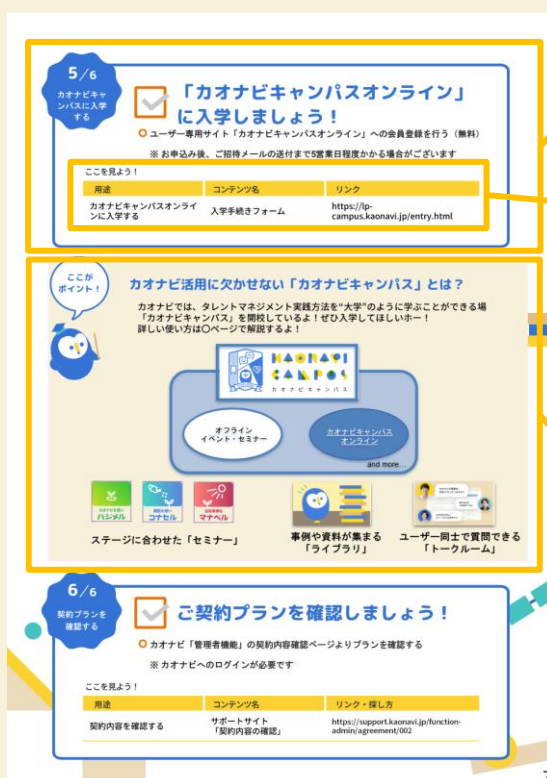 5/6
カオナビキャ
ンパスに入学
する
「カオナビキャンパスオンライン」
に入学しましょう！
ユーザー専用サイト「カオナビキャンパスオンライン」への会員登録を行う（無料）
※ お申込み後、ご招待メールの送付まで5営業日程度かかる場合がございます
ここを見よう！
用途 コンテンツ名 リンク
カオナビキャンパスオンライ
ンに入学する
入学手続きフォーム
https://lp-
campus.kaonavi.jp/entry.html
ここが
ポイント！
カオナビ活用に欠かせない「カオナビキャンパス」とは？
カオナビでは、タレントマネジメント実践方法を“大学”のように学ぶことができる場
「カオナビキャンパス」を開校しているよ！ぜひ入学してほしいホー！
詳しい使い方は〇ページで解説するよ！
KAONAVI
CAMPUS
カオナビキャンパス
オフライン
イベント・セミナー
カオナビキャンパス
オンライン
and more...
ハジメル
コナセル
マナベル
ステージに合わせた「セミナー」
事例や資料が集まる
「ライブラリ」
ユーザー同士で質問できる
「トークルーム」
6/6
契約プランを
確認する
ご契約プランを確認しましょう！
カオナビ「管理者機能」の契約内容確認ページよりプランを確認する
※ カオナビへのログインが必要です
ここを見よう！
用途 コンテンツ名 リンク・探し方
契約内容を確認する
サポートサイト
「契約内容の確認」
https://support.kaonavi.jp/function-
admin/agreement/002